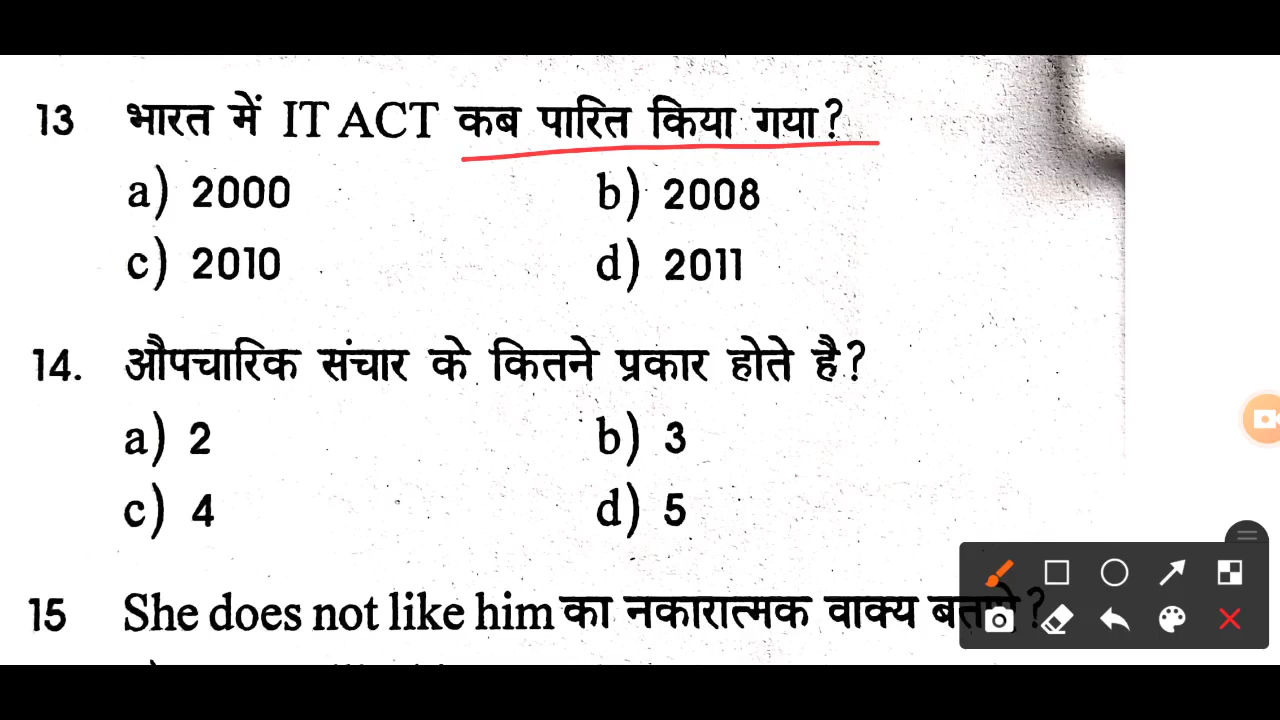 13 भारत में IT ACT कब पारित किया गया?
a) 2000 b) 2008
c) 2010 d) 2011
14. औपचारिक संचार के कितने प्रकार होते है?
a) 2 b) 3
c) 4 d) 5
15 She does not like him का नकारात्मक वाक्य